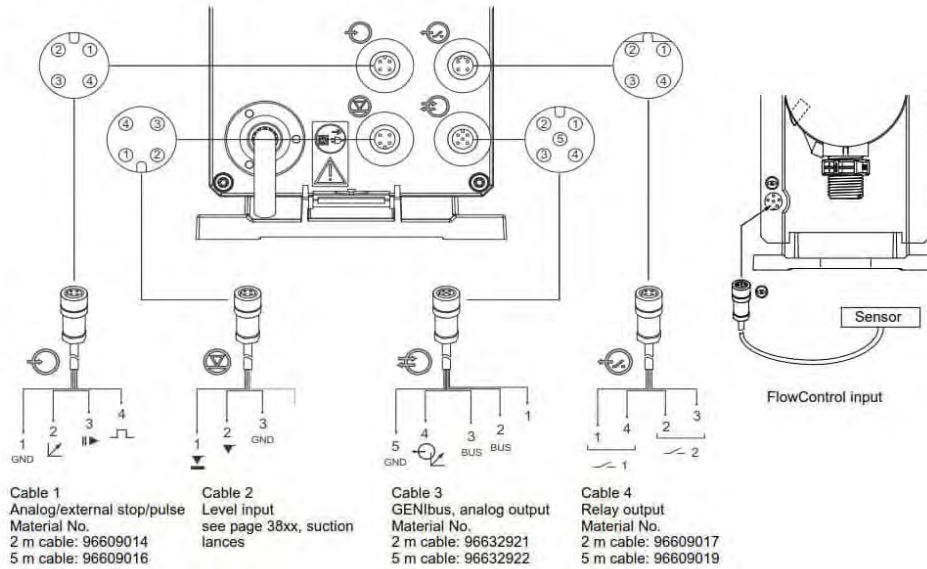 2 1
3 4
2 1
3 4
4 3
1 2
2 1
5
3 4
Sensor
FlowControl input
1
GND
2
3
4
1
2
3
GND
5
GND
4
3
BUS
2
BUS
1
1
4
2
3
1
2
Cable 1
Analog/external stop/pulse
Material No.
2 m cable: 96609014
5 m cable: 96609016
Cable 2
Level input
see page 38xx, suction
lances
Cable 3
GENIbus, analog output
Material No.
2 m cable: 96632921
5 m cable: 96632922
Cable 4
Relay output
Material No.
2 m cable: 96609017
5 m cable: 96609019